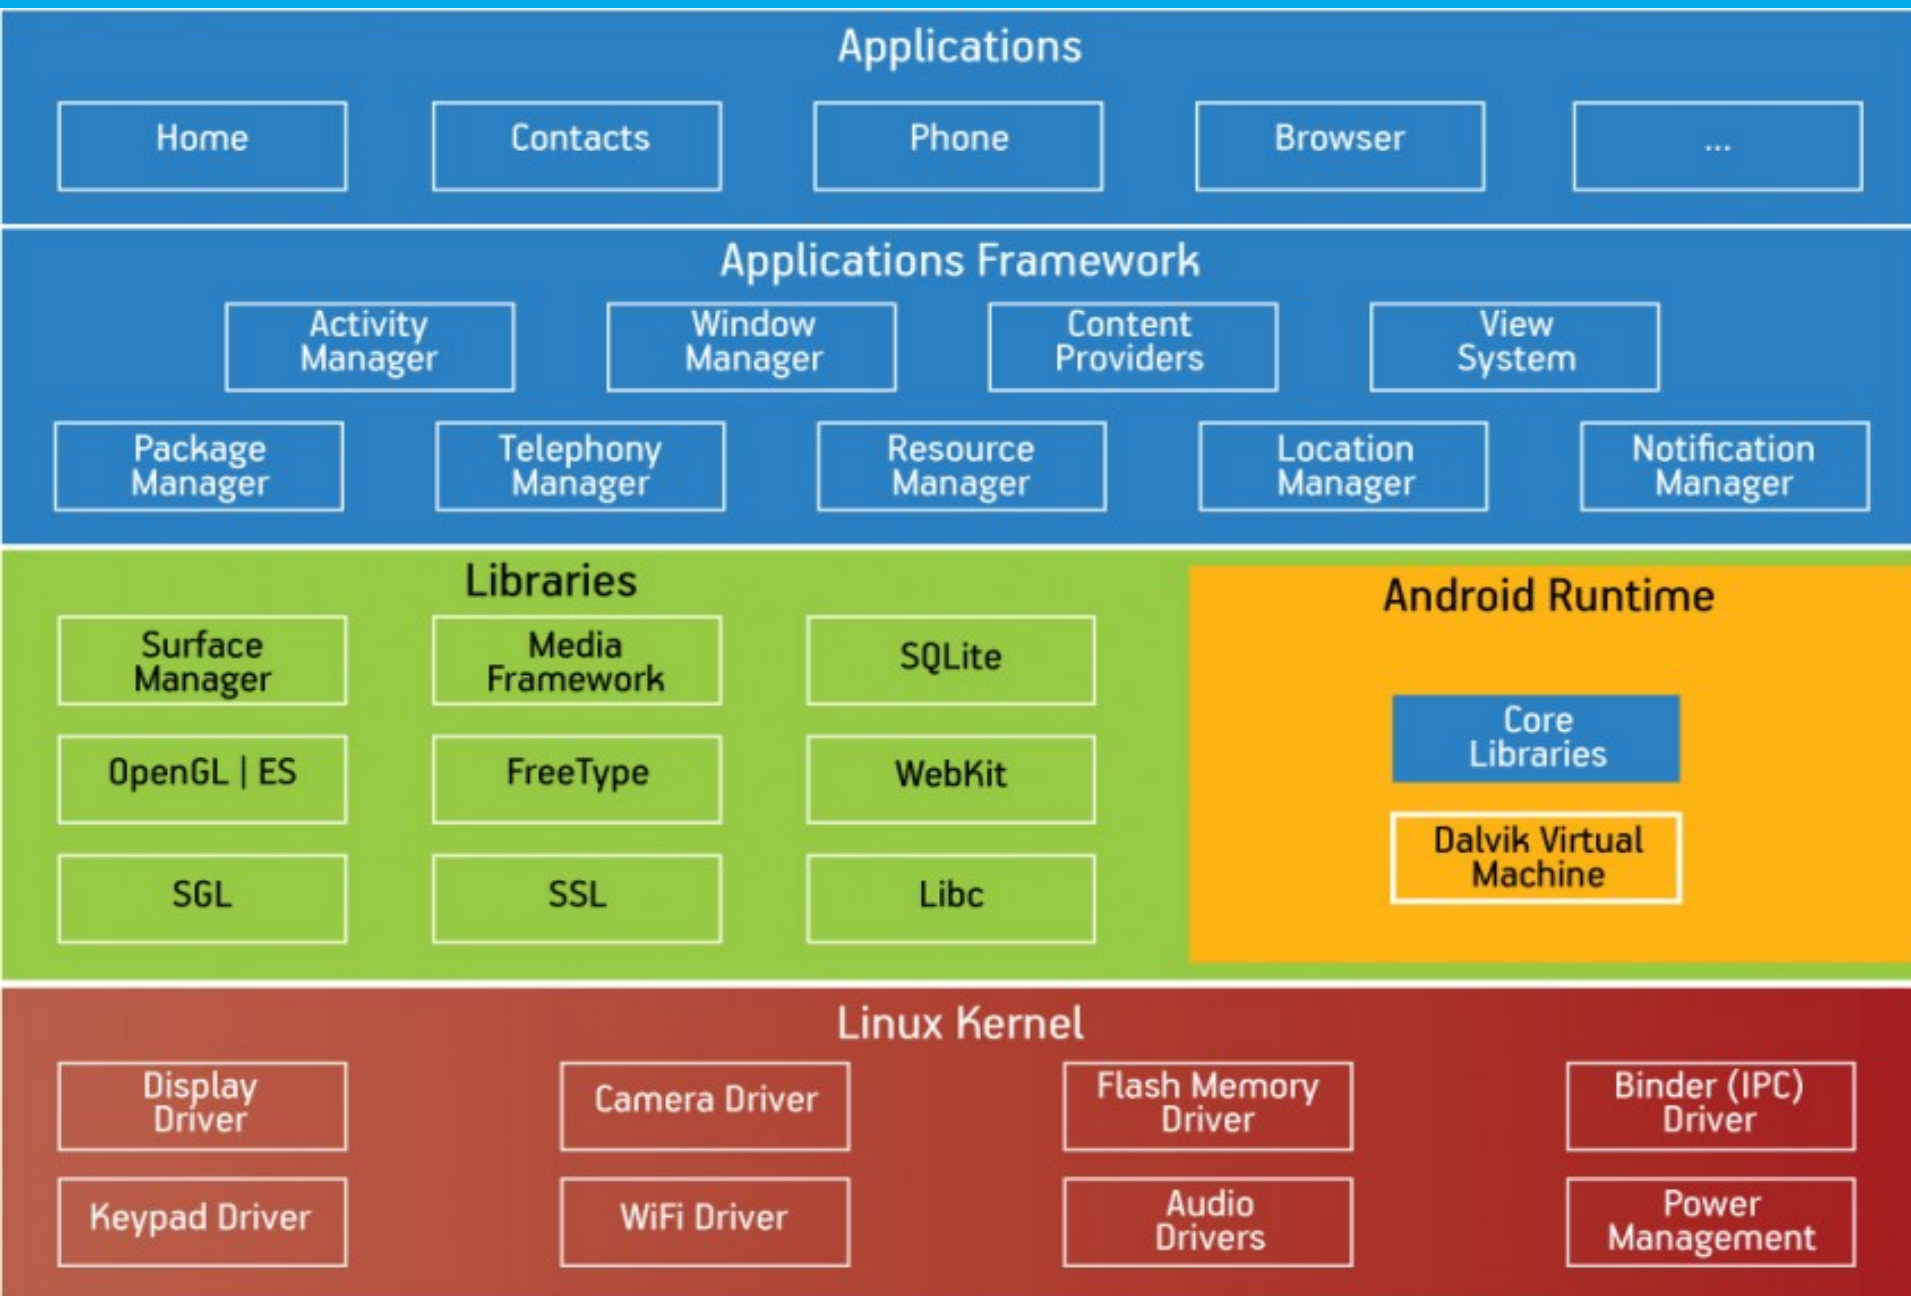 Applications
Home
Contacts
Phone
Browser
...
Applications Framework
Activity
Manager
Window
Manager
Content
Providers
View
System
Package
Manager
Telephony
Manager
Resource
Manager
Location
Manager
Notification
Manager
Libraries
Surface
Manager
Media
Framework
SQLite
OpenGL | ES
FreeType
WebKit
SGL
SSL
Libc
Android Runtime
Core
Libraries
Dalvik Virtual
Machine
Linux Kernel
Display
Driver
Camera Driver
Flash Memory
Driver
Binder (IPC)
Driver
Keypad Driver
WiFi Driver
Audio
Drivers
Power
Management